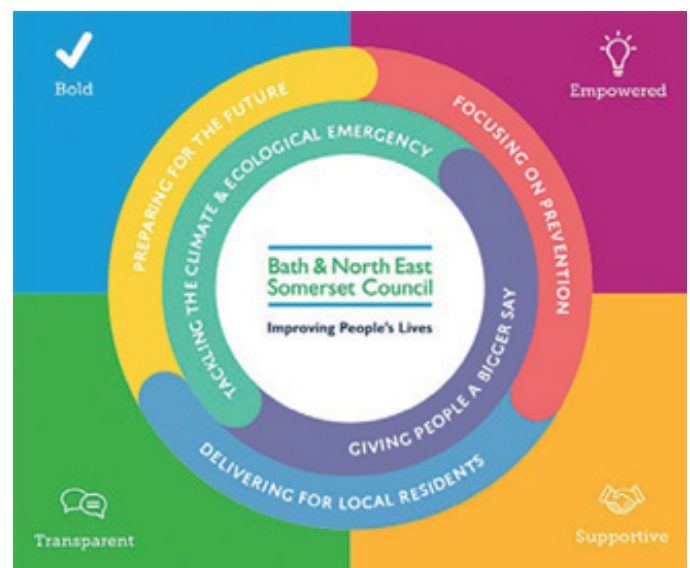 Bold
Empowered
PREPARING FOR THE FUTURE
FOCUSING ON PREVENTION
TACKLING THE CLIMATE & ECOLOGICAL EMERGENCY
Bath & North East
Somerset Council
Improving People's Lives
GIVING PEOPLE A BIGGER SAY
DELIVERING FOR LOCAL RESIDENTS
Transparent
Supportive